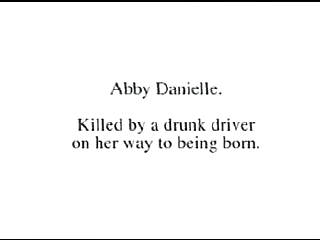 Abby Danielle.
Killed by a drunk driver
on her way to being born.